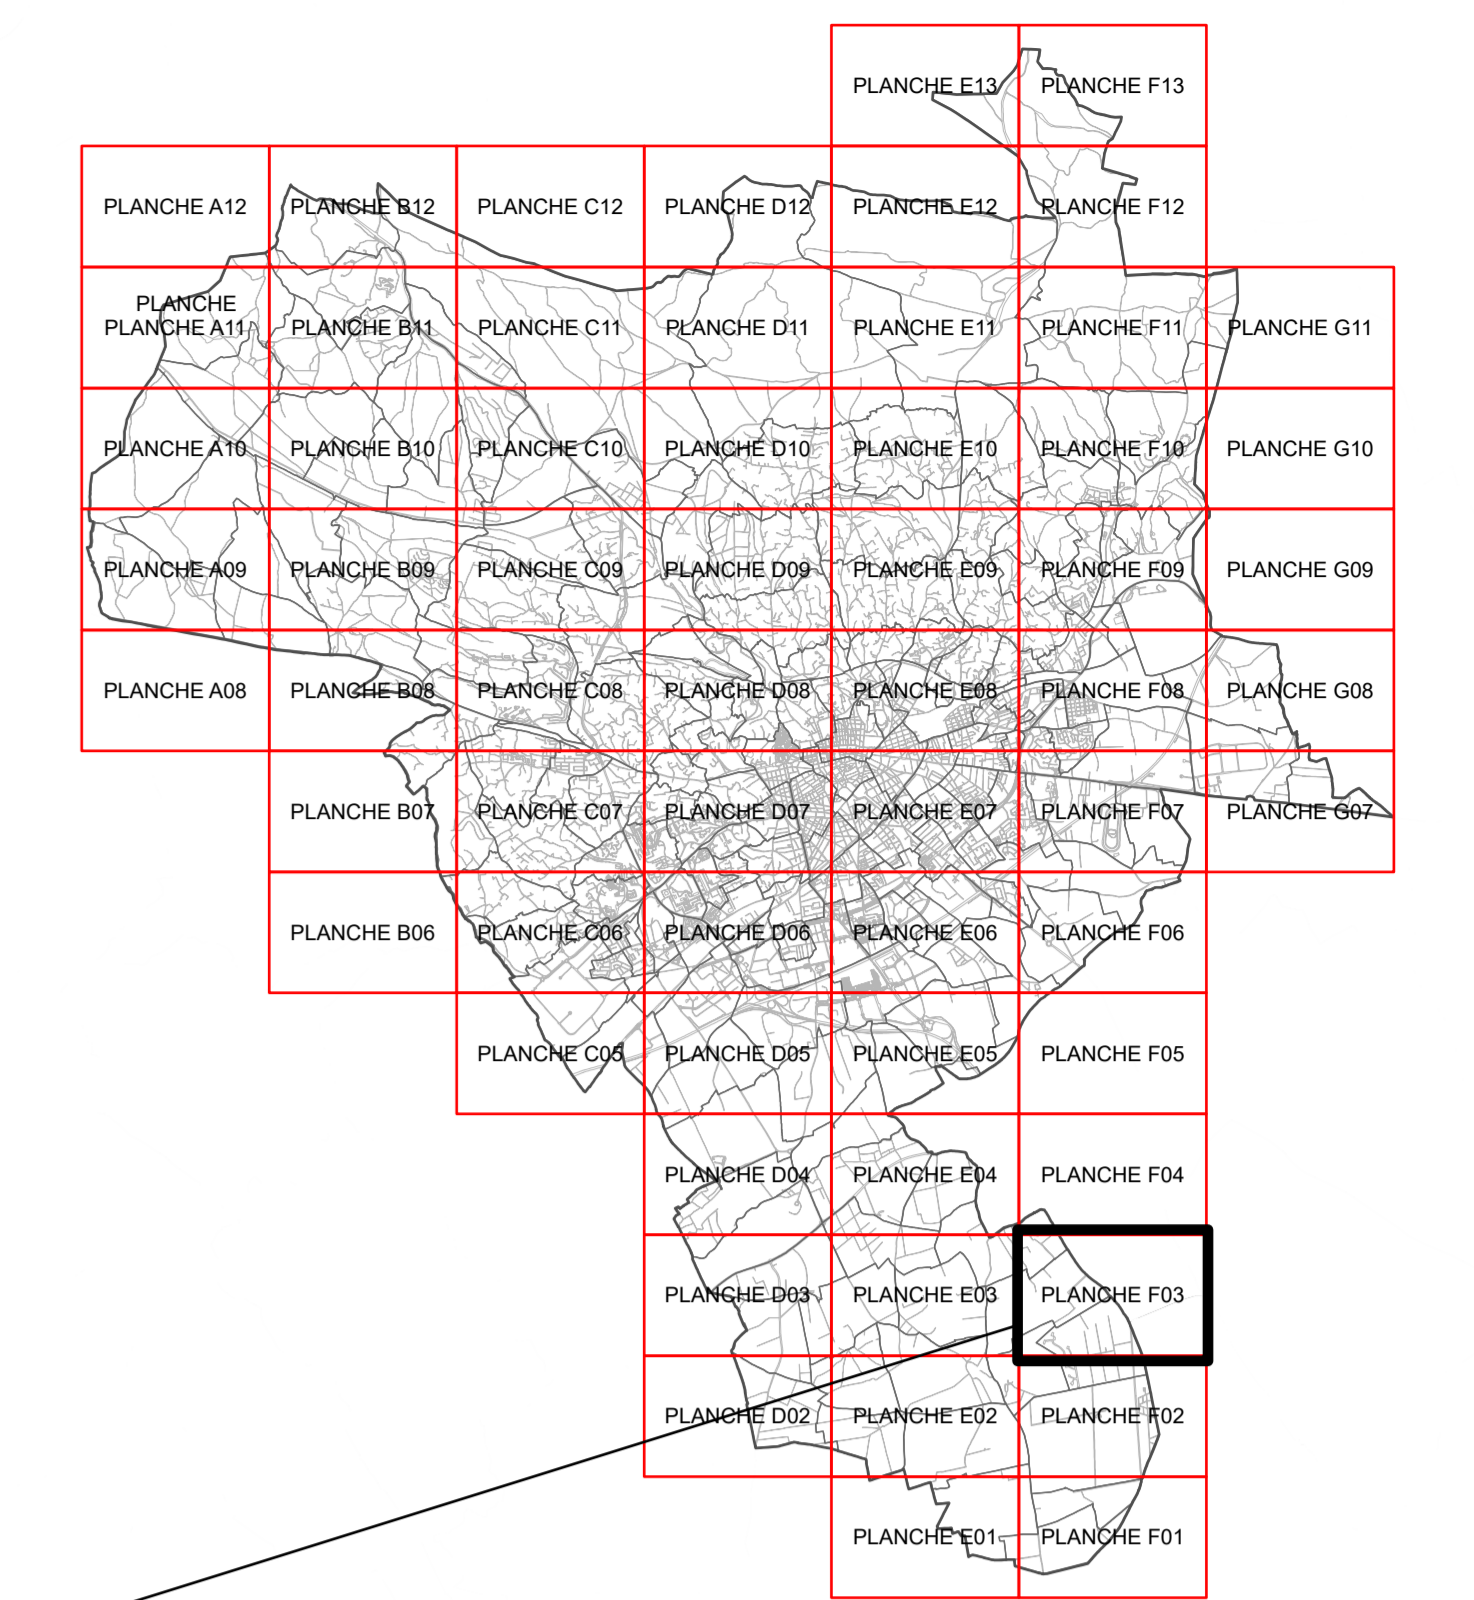 PLANCHE E13
PLANCHE F13
PLANCHE A12
PLANCHE B12
PLANCHE C12
PLANCHE D12
PLANCHE E12
PLANCHE F12
PLANCHE
PLANCHE A11
PLANCHE B11
PLANCHE C11
PLANCHE D11
PLANCHE E11
PLANCHE F11
PLANCHE G11
PLANCHE A10
PLANCHE B10
PLANCHE C10
PLANCHE D10
PLANCHE E10
PLANCHE F10
PLANCHE G10
PLANCHE A09
PLANCHE B09
PLANCHE C09
PLANCHE D09
PLANCHE E09
PLANCHE F09
PLANCHE G09
PLANCHE A08
PLANCHE B08
PLANCHE C08
PLANCHE D08
PLANCHE E08
PLANCHE F08
PLANCHE G08
PLANCHE B07
PLANCHE C07
PLANCHE D07
PLANCHE E07
PLANCHE F07
PLANCHE G07
PLANCHE B06
PLANCHE C06
PLANCHE D06
PLANCHE E06
PLANCHE F06
PLANCHE C05
PLANCHE D05
PLANCHE E05
PLANCHE F05
PLANCHE D04
PLANCHE E04
PLANCHE F04
PLANCHE D03
PLANCHE E03
PLANCHE F03
PLANCHE D02
PLANCHE E02
PLANCHE F02
PLANCHE E01
PLANCHE F01